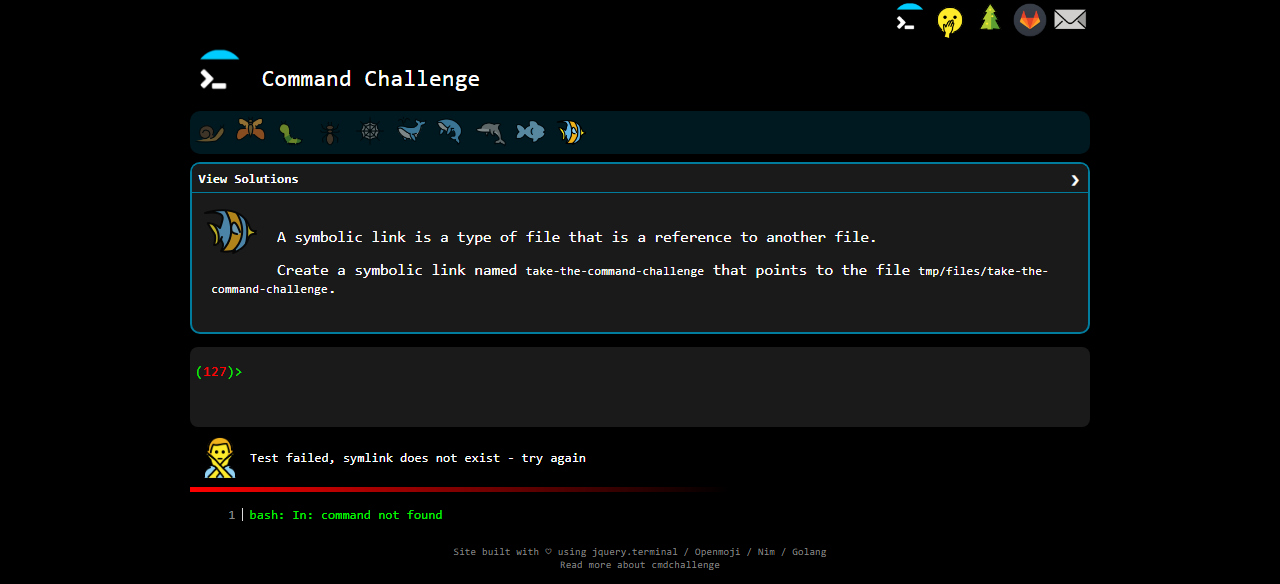 Command Challenge
View Solutions
A symbolic link is a type of file that is a reference to another file.
Create a symbolic link named take-the-command-challenge that points to the file tmp/files/take-the-
command-challenge.
(127)>
Test failed, symlink does not exist - try again
1 bash: In: command not found
Site built with ♡ using jquery.terminal / Openmoji / Nim / Golang
Read more about cmdchallenge